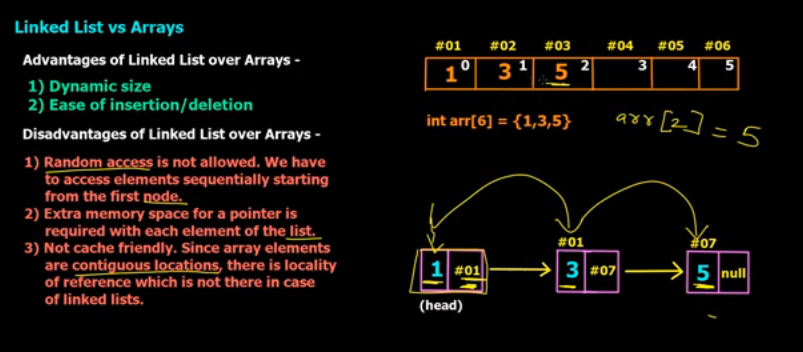 Linked List vs Arrays
Advantages of Linked List over Arrays -
1) Dynamic size
2) Ease of insertion/deletion
Disadvantages of Linked List over Arrays -
1) Random access is not allowed. We have
to access elements sequentially starting
from the first node.
2) Extra memory space for a pointer is
required with each element of the list.
3) Not cache friendly. Since array elements
are contiguous locations, there is locality
of reference which is not there in case
of linked lists.
#01 #02 #03 #04 #05 #06
1 0 3 1 5 2 3 4 5
int arr[6] = {1,3,5}
arr[2] = 5
#01 #07
1 #01 3 #07 5 null
(head)